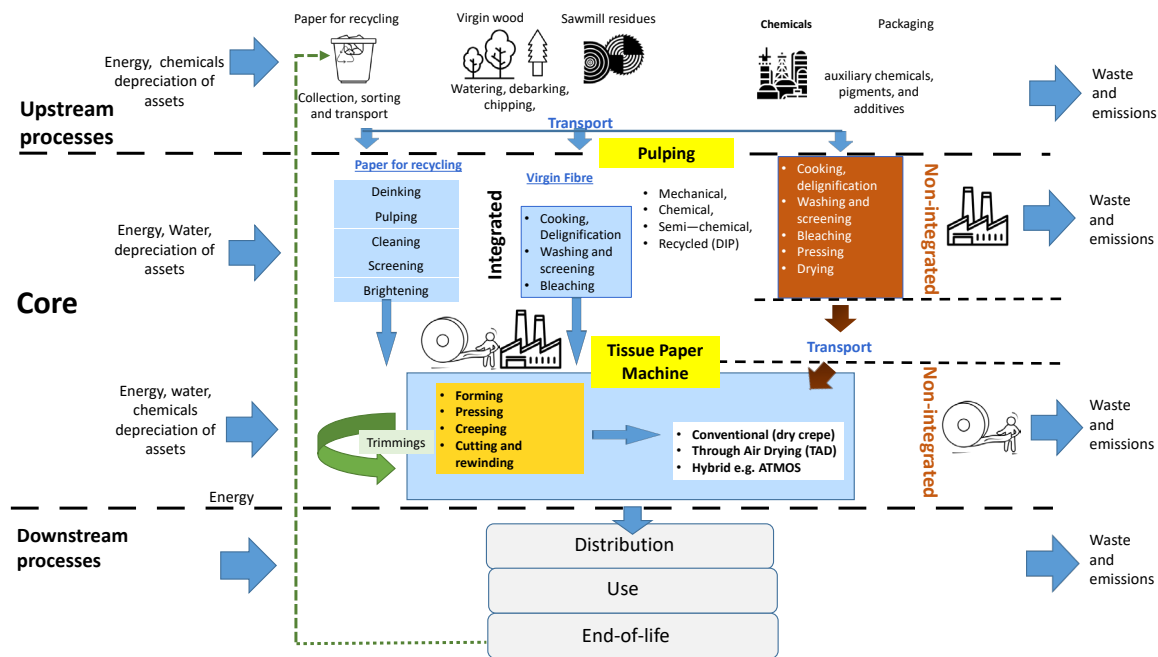 Paper for recycling
Virgin wood
Sawmill residues
Chemicals
Packaging
Energy, chemicals
depreciation of
assets
Upstream
processes
Collection, sorting
and transport
Watering, debarking,
chipping,
auxiliary chemicals,
pigments, and
additives
Waste
and
emissions
Transport
Pulping
Core
Energy, Water,
depreciation of
assets
Paper for recycling
Deinking
Pulping
Cleaning
Screening
Brightening
Integrated
Virgin Fibre
• Cooking,
Delignification
• Washing and
screening
• Bleaching
• Mechanical,
• Chemical,
• Semi—chemical,
• Recycled (DIP)
• Cooking,
delignification
• Washing and
screening
• Bleaching
• Pressing
• Drying
Non-integrated
Waste
and
emissions
Transport
Tissue Paper
Machine
Energy, water,
chemicals
depreciation of
assets
Trimmings
• Forming
• Pressing
• Creeping
• Cutting and
rewinding
• Conventional (dry crepe)
• Through Air Drying (TAD)
• Hybrid e.g. ATMOS
Non-integrated
Waste
and
emissions
Energy
Downstream
processes
Distribution
Use
End-of-life
Waste
and
emissions